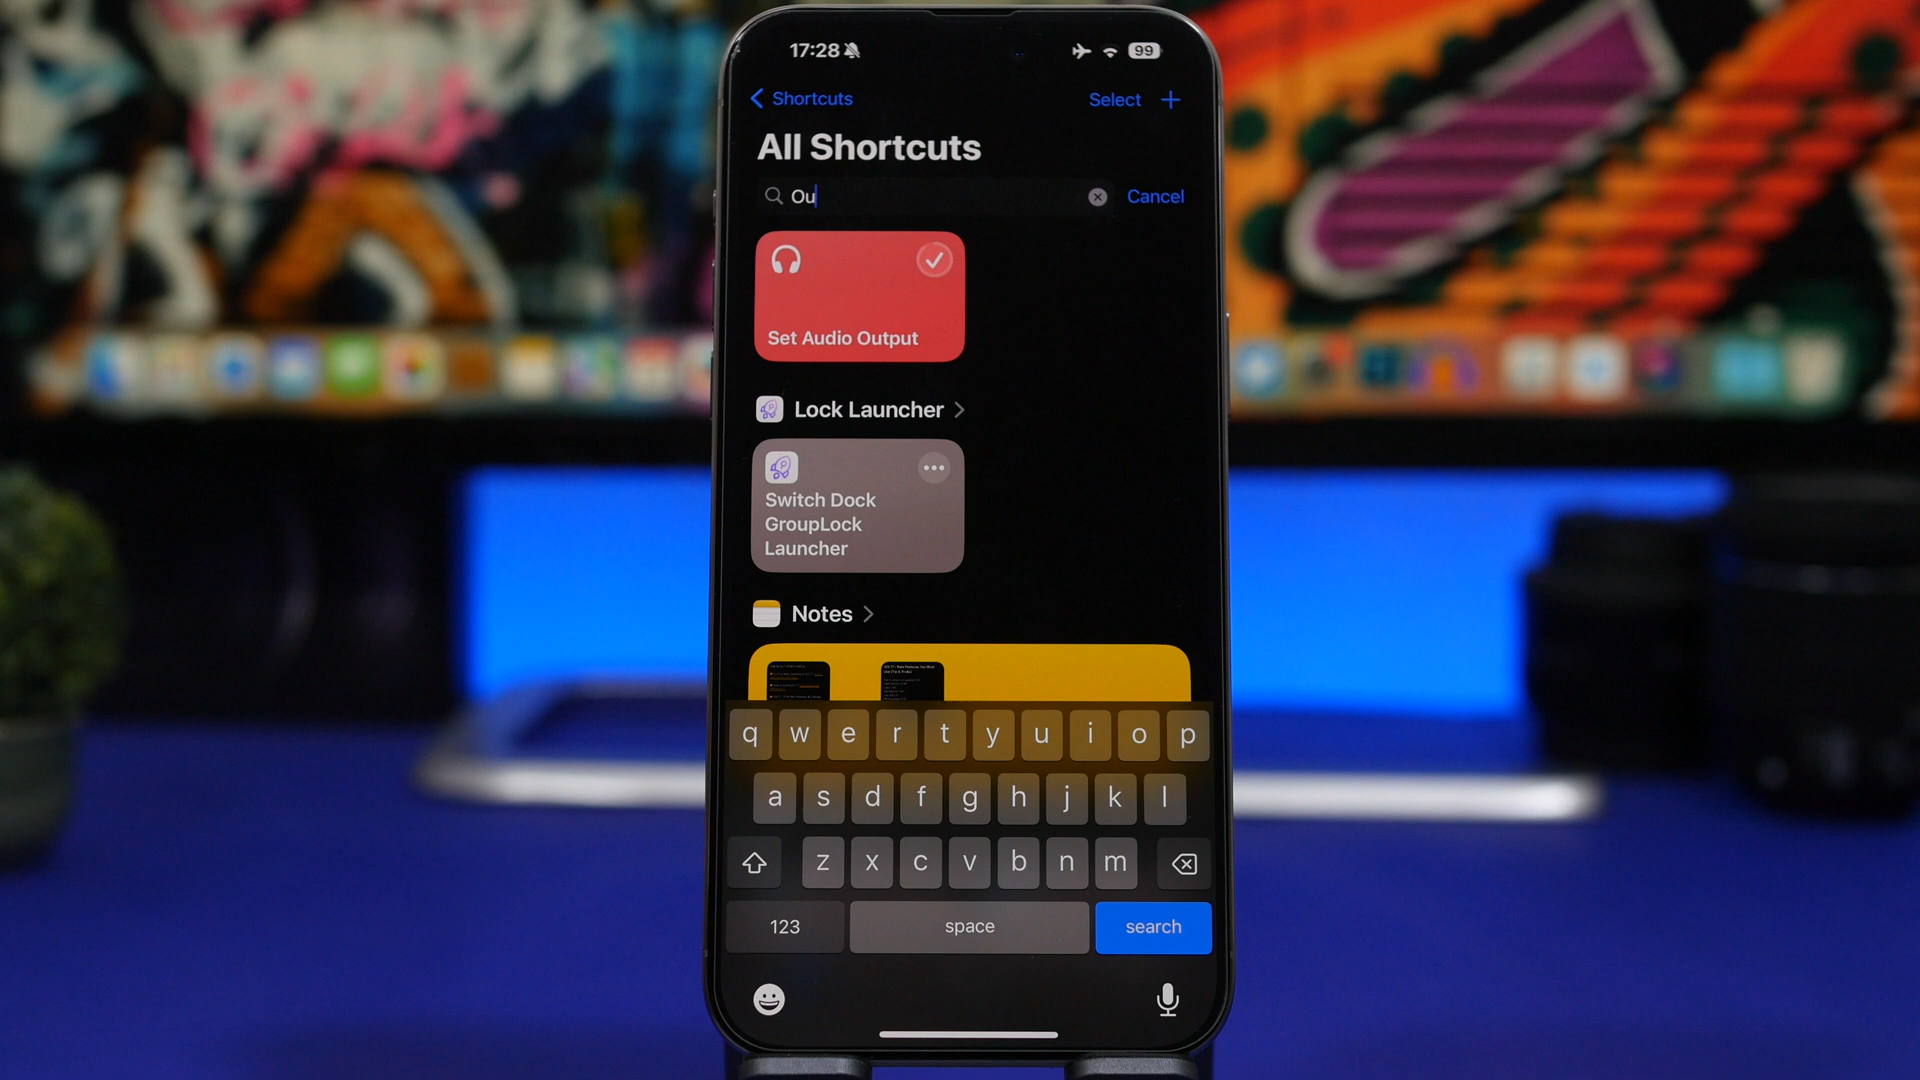 17:28
99
Shortcuts
Select +
All Shortcuts
Ou
Cancel
Set Audio Output
Lock Launcher
Switch Dock
GroupLock
Launcher
Notes
q w e r t y u i o p
a s d f g h j k l
z x c v b n m
123 space search